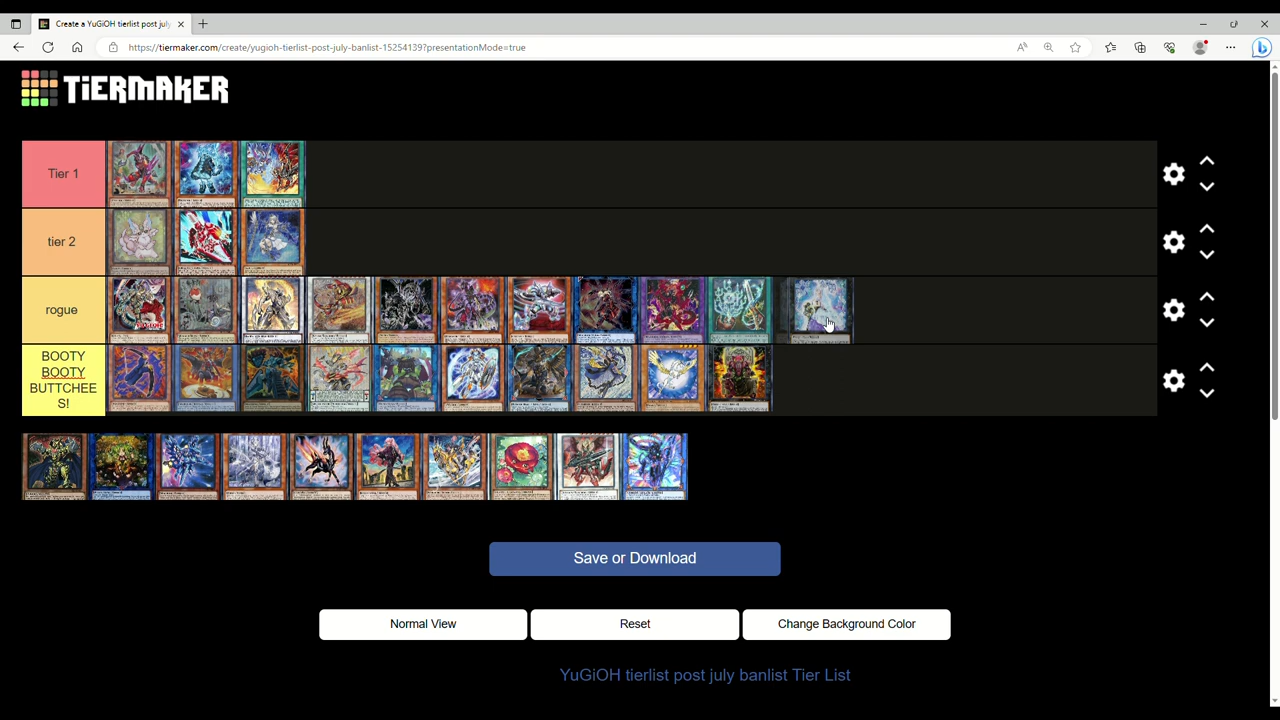 Create a YuGiOH tierlist post july
https://tiermaker.com/create/yugioh-tierlist-post-july-banlist-15254139?presentationMode=true
TiERMAKER
Tier 1
tier 2
rogue
BOOTY
BOOTY
BUTTCHEE
S!
Save or Download
Normal View
Reset
Change Background Color
YuGiOH tierlist post july banlist Tier List